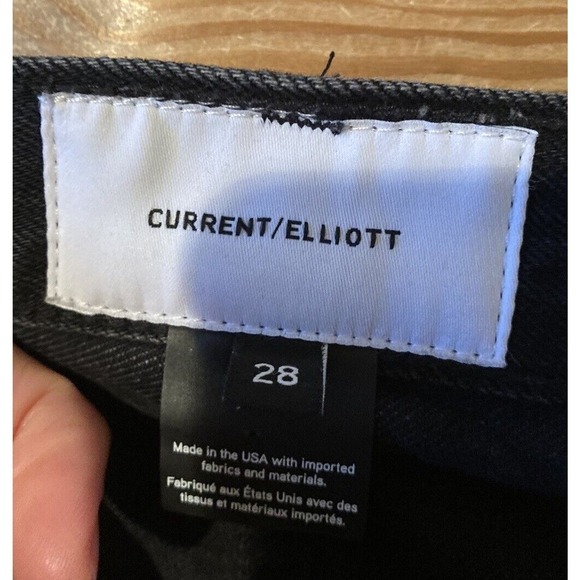 CURRENT/ELLIOTT
28
Made in the USA with imported
fabrics and materials.
Fabriqué aux États Unis avec des
tissus et matériaux importés.